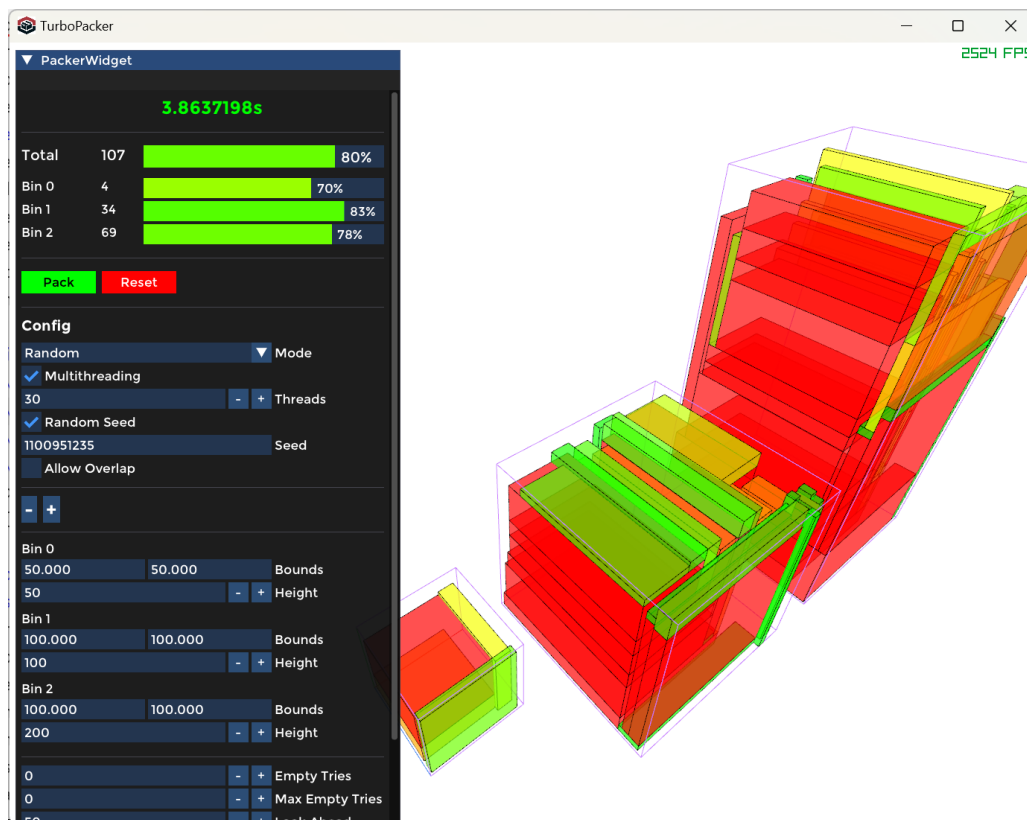 TurboPacker
2524 FPS
PackerWidget
3.8637198s
Total 107 80%
Bin 0 4 70%
Bin 1 34 83%
Bin 2 69 78%
Pack Reset
Config
Random Mode
Multithreading
30 - + Threads
Random Seed
1100951235 Seed
Allow Overlap
- +
Bin 0
50.000 50.000 Bounds
50 - + Height
Bin 1
100.000 100.000 Bounds
100 - + Height
Bin 2
100.000 100.000 Bounds
200 - + Height
0 - + Empty Tries
0 - + Max Empty Tries
50 - + Look Ahead